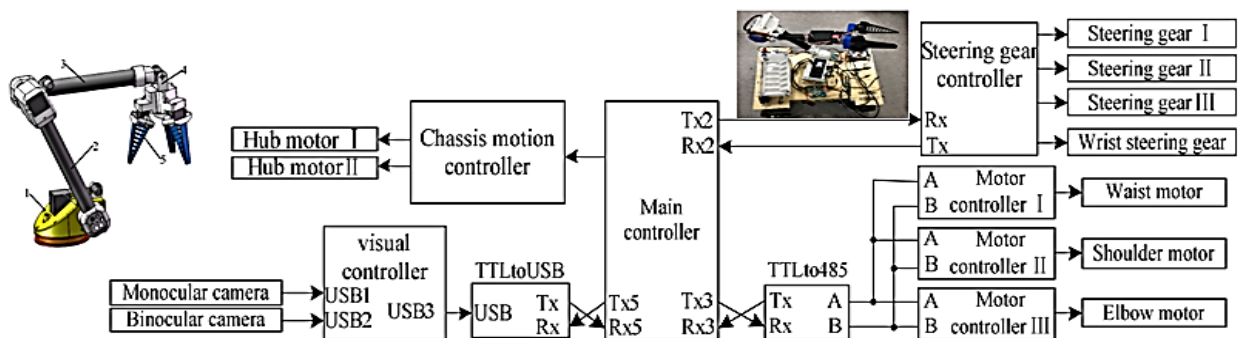 3
4
2
5
1
Hub motor Ⅰ
Hub motor Ⅱ
Chassis motion
controller
Tx2
Rx2
Main
controller
Tx5
Rx5
Tx3
Rx3
Steering gear
controller
Rx
Tx
Steering gear Ⅰ
Steering gear Ⅱ
Steering gear Ⅲ
Wrist steering gear
visual
controller
USB1
USB2
USB3
Monocular camera
Binocular camera
TTLtoUSB
USB
Tx
Rx
TTLto485
Tx
Rx
A
B
A
B
Motor
controller Ⅰ
Waist motor
A
B
Motor
controller Ⅱ
Shoulder motor
A
B
Motor
controller Ⅲ
Elbow motor